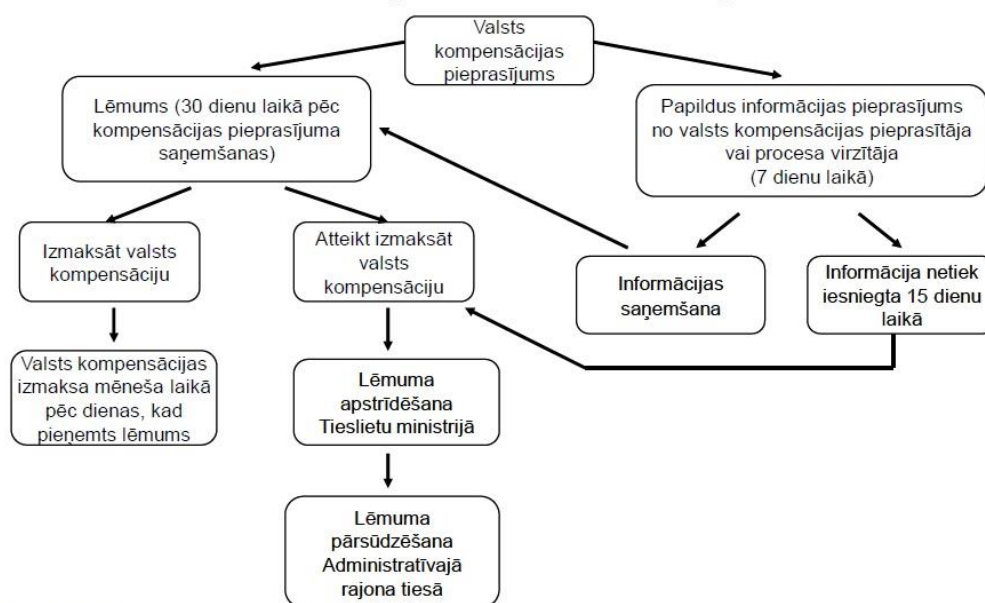 Valsts
kompensācijas
pieprasījums
Lēmums (30 dienu laikā pēc
kompensācijas pieprasījuma
saņemšanas)
Papildus informācijas pieprasījums
no valsts kompensācijas pieprasītāja
vai procesa virzītāja
(7 dienu laikā)
Izmaksāt valsts
kompensāciju
Atteikt izmaksāt
valsts
kompensāciju
Informācijas
saņemšana
Informācija netiek
iesniegta 15 dienu
laikā
Valsts kompensācijas
izmaksa mēneša laikā
pēc dienas, kad
pieņemts lēmums
Lēmuma
apstrīdēšana
Tieslietu ministrijā
Lēmuma
pārsūdzēšana
Administratīvajā
rajona tiesā